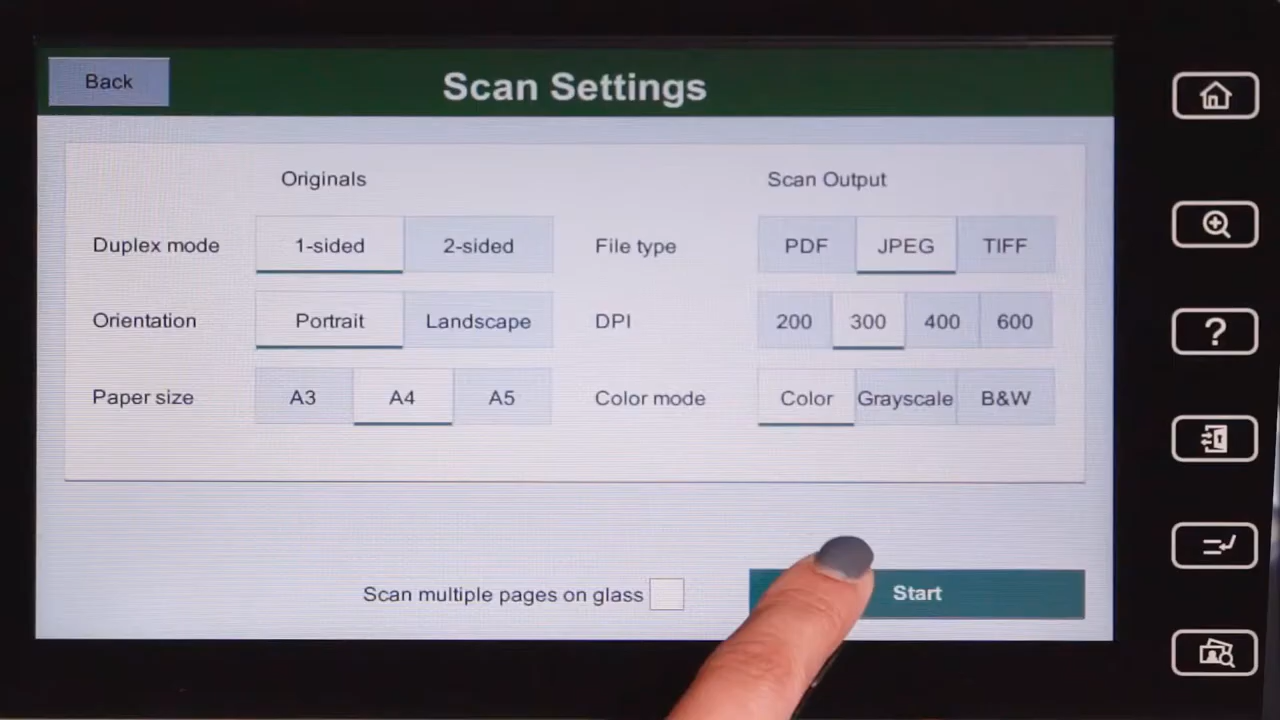 Back
Scan Settings
Originals
Scan Output
Duplex mode
1-sided
2-sided
File type
PDF
JPEG
TIFF
Orientation
Portrait
Landscape
DPI
200
300
400
600
Paper size
A3
A4
A5
Color mode
Color
Grayscale
B&W
Scan multiple pages on glass
Start
?